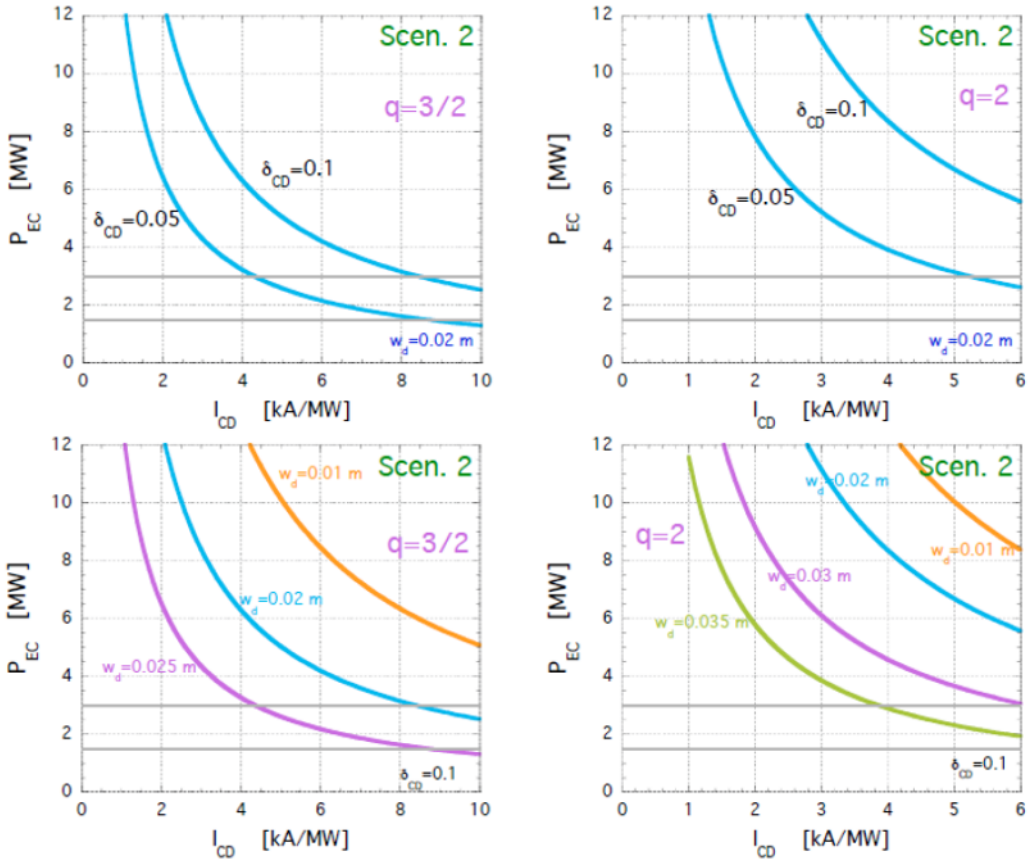 12
10
8
6
4
2
0
P_EC [MW]
Scen. 2
q=3/2
δ_CD=0.1
δ_CD=0.05
w_d=0.02 m
0 2 4 6 8 10
I_CD [kA/MW]
12
10
8
6
4
2
0
P_EC [MW]
Scen. 2
q=2
δ_CD=0.1
δ_CD=0.05
w_d=0.02 m
0 1 2 3 4 5 6
I_CD [kA/MW]
12
10
8
6
4
2
0
P_EC [MW]
Scen. 2
w_d=0.01 m
q=3/2
w_d=0.02 m
w_d=0.025 m
δ_CD=0.1
0 2 4 6 8 10
I_CD [kA/MW]
12
10
8
6
4
2
0
P_EC [MW]
Scen. 2
w_d=0.02 m
q=2
w_d=0.01 m
w_d=0.03 m
w_d=0.035 m
δ_CD=0.1
0 1 2 3 4 5 6
I_CD [kA/MW]